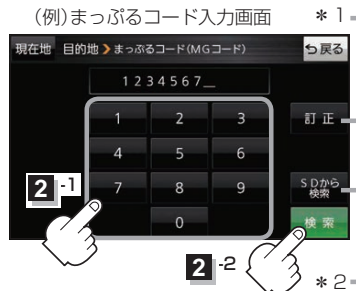 (例)まっぷるコード入力画面
＊1
現在地 目的地 > まっぷるコード(MGコード) 戻る
1234567_
1 2 3 訂正
4 5 6
7 8 9 SDから検索
0 検索
2-1
2-2
＊2